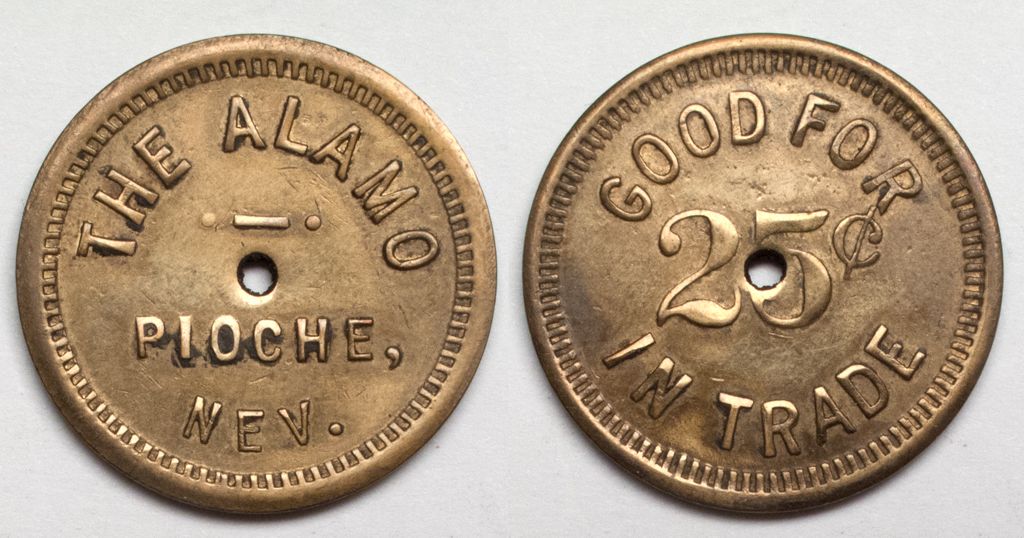 THE ALAMO
PIOCHE,
NEV.
GOOD FOR
25¢
IN TRADE